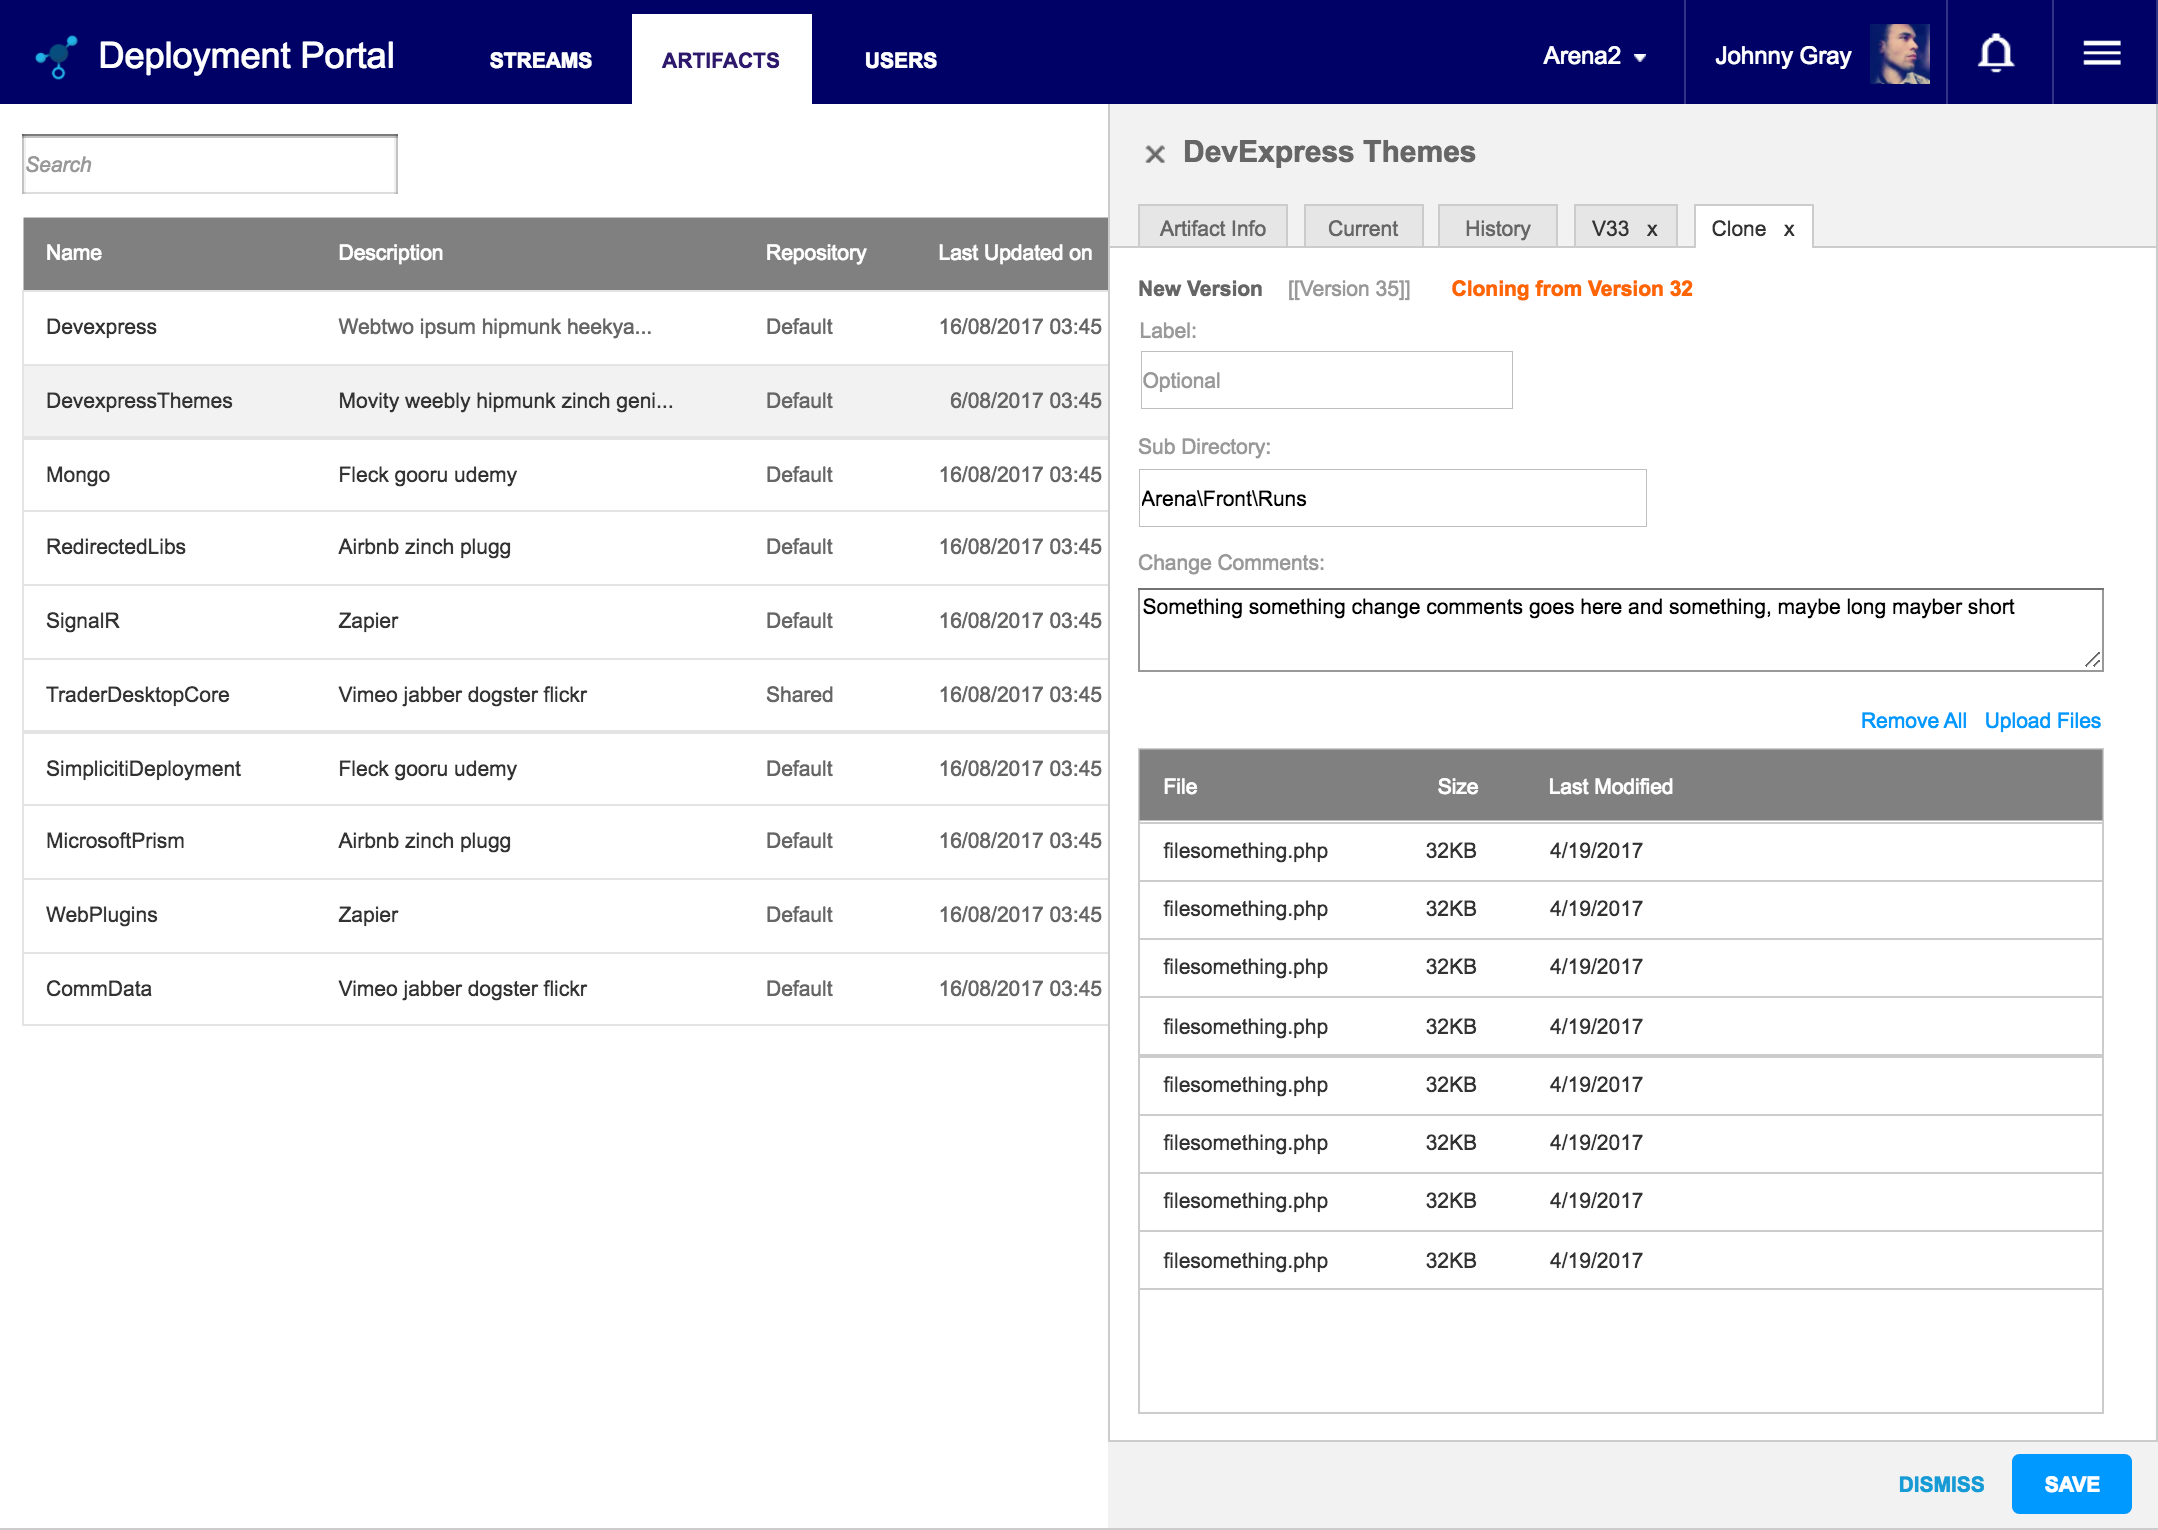 Deployment Portal STREAMS ARTIFACTS USERS Arena2 Johnny Gray
Search
Name Description Repository Last Updated on
Devexpress Webtwo ipsum hipmunk heekya... Default 16/08/2017 03:45
DevexpressThemes Movity weebly hipmunk zinch geni... Default 6/08/2017 03:45
Mongo Fleck gooru udemy Default 16/08/2017 03:45
RedirectedLibs Airbnb zinch plugg Default 16/08/2017 03:45
SignalR Zapier Default 16/08/2017 03:45
TraderDesktopCore Vimeo jabber dogster flickr Shared 16/08/2017 03:45
SimplicitiDeployment Fleck gooru udemy Default 16/08/2017 03:45
MicrosoftPrism Airbnb zinch plugg Default 16/08/2017 03:45
WebPlugins Zapier Default 16/08/2017 03:45
CommData Vimeo jabber dogster flickr Default 16/08/2017 03:45
DevExpress Themes
Artifact Info Current History V33 x Clone x
New Version [[Version 35]] Cloning from Version 32
Label:
Optional
Sub Directory:
Arena\Front\Runs
Change Comments:
Something something change comments goes here and something, maybe long mayber short
Remove All Upload Files
File Size Last Modified
filesomething.php 32KB 4/19/2017
filesomething.php 32KB 4/19/2017
filesomething.php 32KB 4/19/2017
filesomething.php 32KB 4/19/2017
filesomething.php 32KB 4/19/2017
filesomething.php 32KB 4/19/2017
filesomething.php 32KB 4/19/2017
filesomething.php 32KB 4/19/2017
DISMISS SAVE